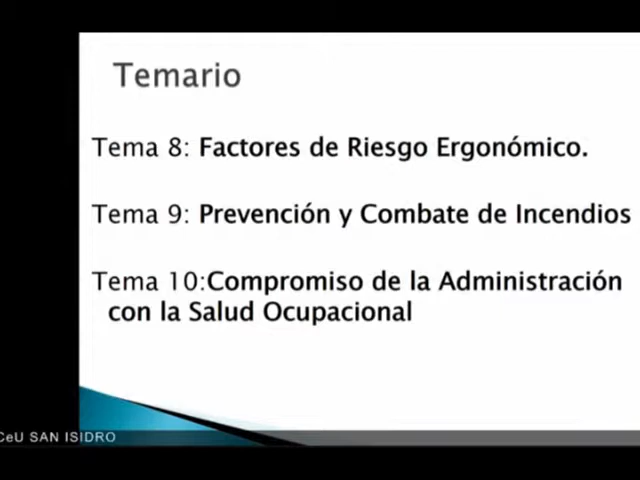 Temario
Tema 8: Factores de Riesgo Ergonómico.
Tema 9: Prevención y Combate de Incendios
Tema 10:Compromiso de la Administración
con la Salud Ocupacional
CeU SAN ISIDRO